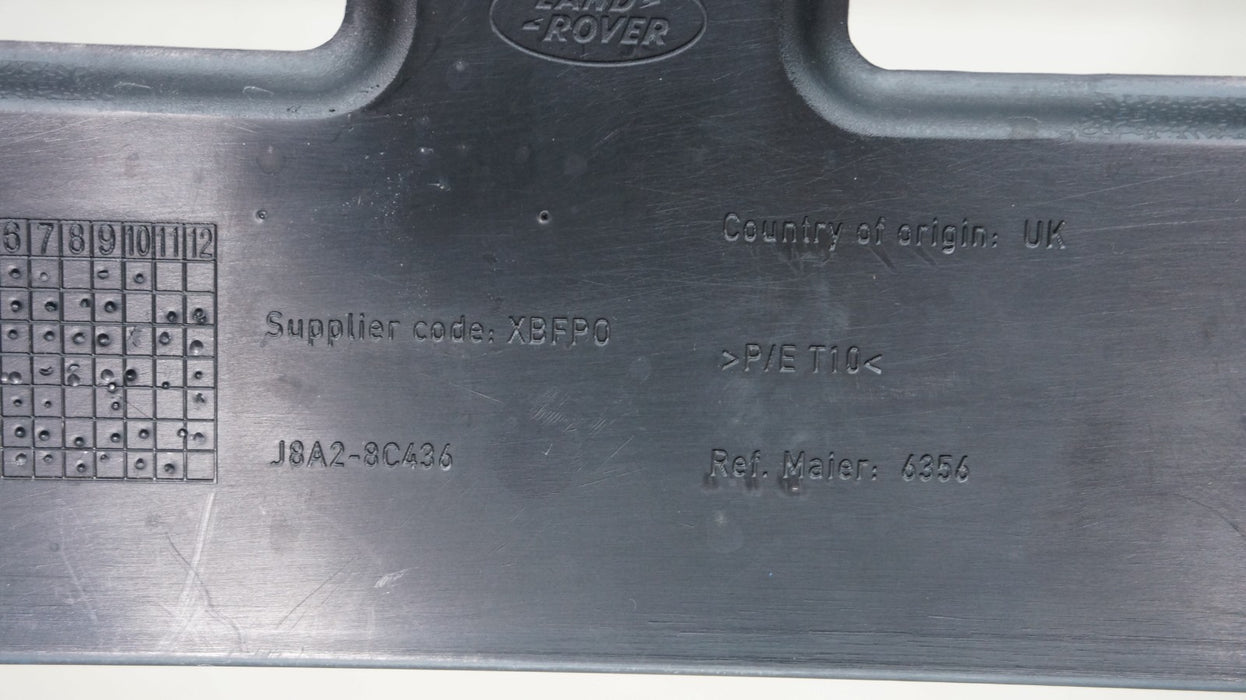 LAND-
-ROVER
6 7 8 9 10 11 12
Country of origin: UK
Supplier code: XBFP0
>P/E T10<
J8A2-8C436
Ref. Maier: 6356